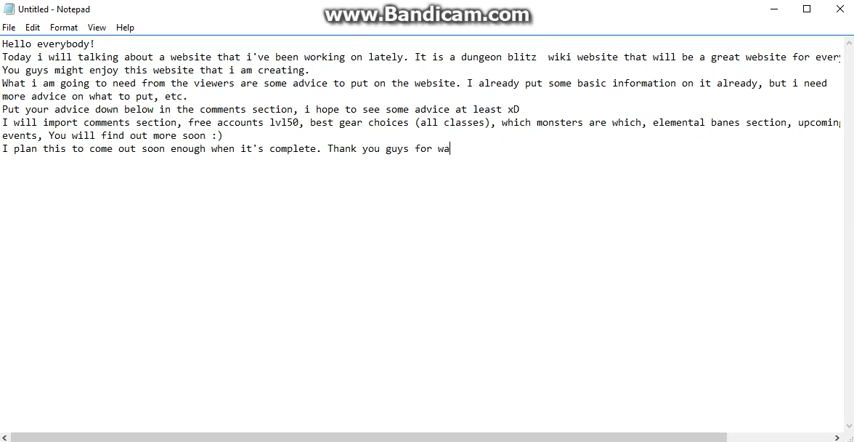 Untitled - Notepad
www.Bandicam.com
File Edit Format View Help
Hello everybody!
Today i will talking about a website that i've been working on lately. It is a dungeon blitz  wiki website that will be a great website for
You guys might enjoy this website that i am creating.
What i am going to need from the viewers are some advice to put on the website. I already put some basic information on it already, but i need
more advice on what to put, etc.
Put your advice down below in the comments section, i hope to see some advice at least xD
I will import comments section, free accounts lvl50, best gear choices (all classes), which monsters are which, elemental banes section,
events, You will find out more soon :)
I plan this to come out soon enough when it's complete. Thank you guys for wa